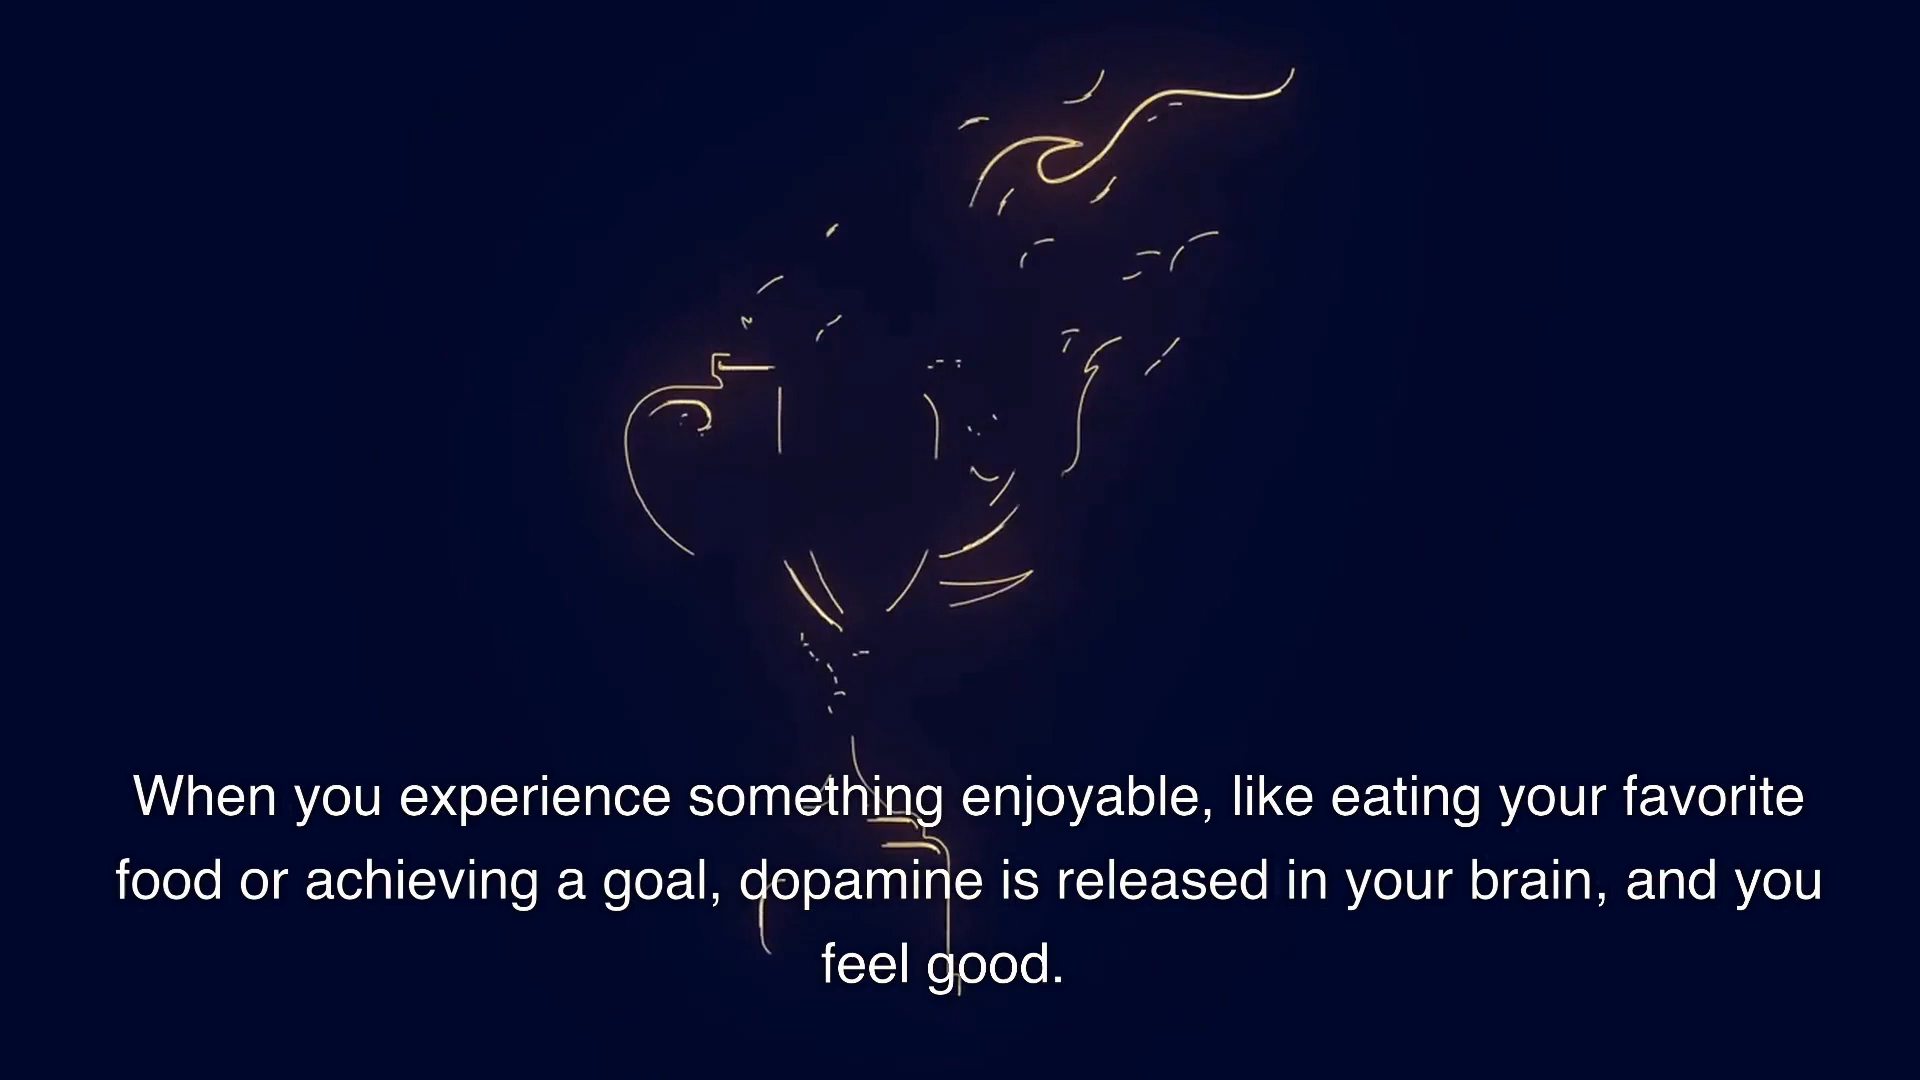 When you experience something enjoyable, like eating your favorite
food or achieving a goal, dopamine is released in your brain, and you
feel good.